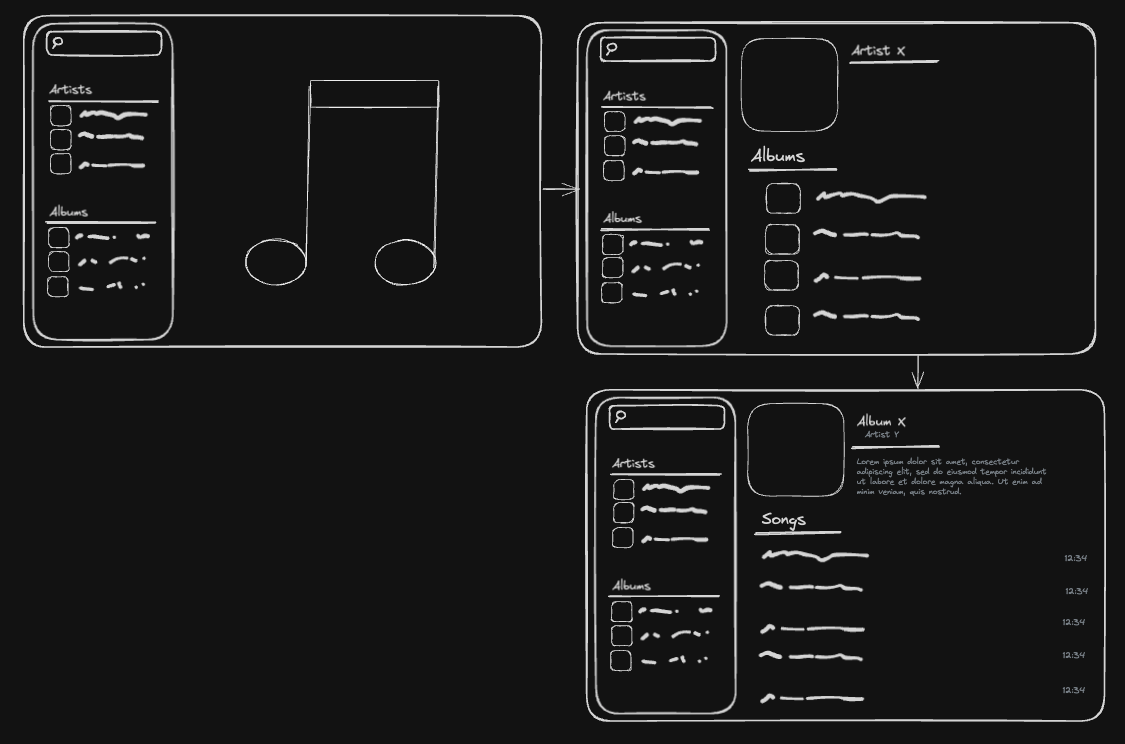 Artists
Albums
Artists
Albums
Artist X
Albums
Artists
Albums
Album X
Artist Y
Lorem ipsum dolor sit amet, consectetur
adipiscing elit, sed do eiusmod tempor incididunt
ut labore et dolore magna aliqua. Ut enim ad
minim veniam, quis nostrud.
Songs
12:34
12:34
12:34
12:34
12:34